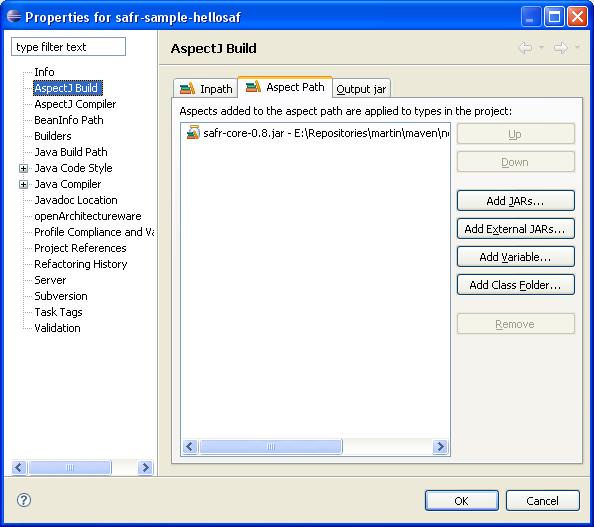 Properties for safr-sample-hellosaf
type filter text
Info
AspectJ Build
AspectJ Compiler
BeanInfo Path
Builders
Java Build Path
Java Code Style
Java Compiler
Javadoc Location
openArchitectureware
Profile Compliance and Va
Project References
Refactoring History
Server
Subversion
Task Tags
Validation
AspectJ Build
Inpath
Aspect Path
Output jar
Aspects added to the aspect path are applied to types in the project:
safr-core-0.8.jar - E:\Repositories\martin\maven\n
Up
Down
Add JARs...
Add External JARs...
Add Variable...
Add Class Folder...
Remove
OK
Cancel